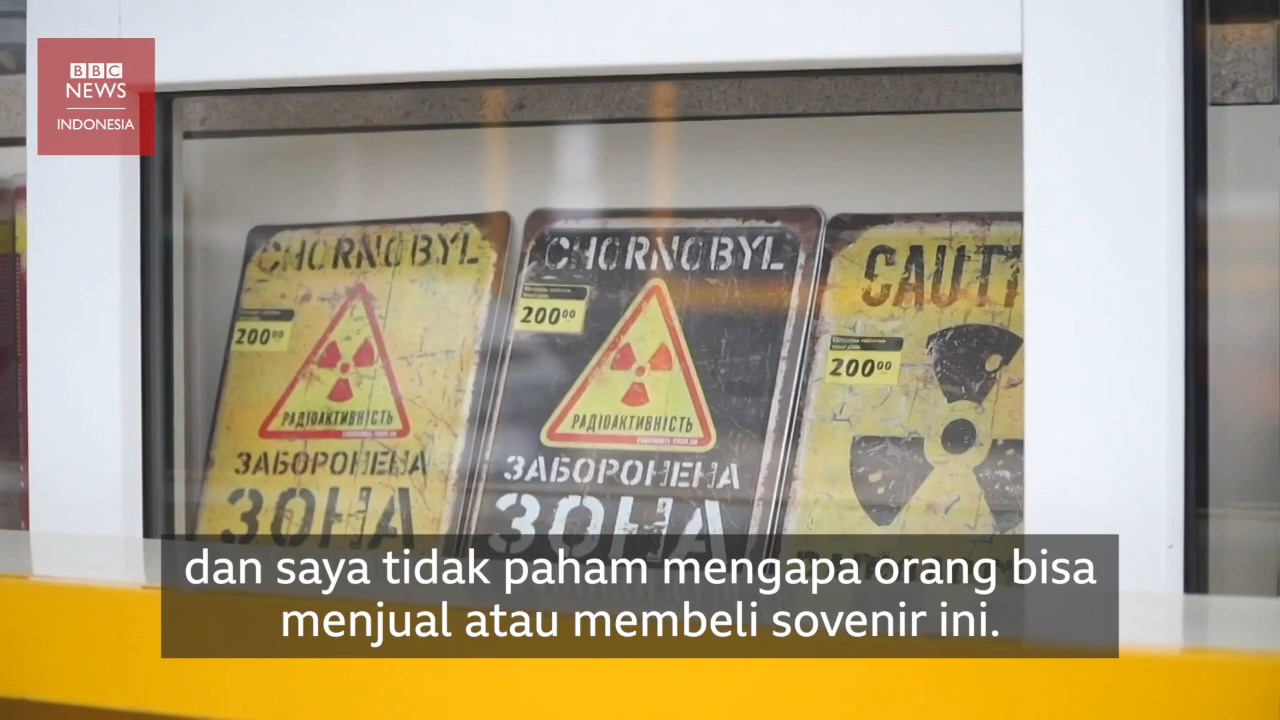 BBC
NEWS
INDONESIA
CHORNOBYL
200⁰⁰
РАДІОАКТИВНІСТЬ
ЗАБОРОНЕНА
ЗОНА
CHORNOBYL
200⁰⁰
РАДІОАКТИВНІСТЬ
ЗАБОРОНЕНА
ЗОНА
200⁰⁰
dan saya tidak paham mengapa orang bisa
menjual atau membeli sovenir ini.